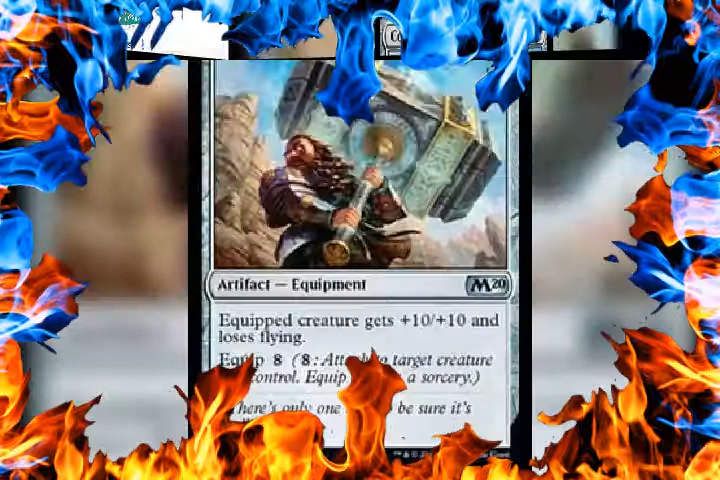 Artifact — Equipment M20
Equipped creature gets +10/+10 and
loses flying.
Equip 8 (8: Attach to target creature
control. Equip a sorcery.)
There's only one be sure it's